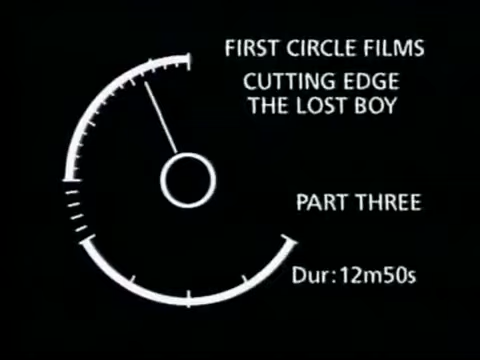 FIRST CIRCLE FILMS
CUTTING EDGE
THE LOST BOY
PART THREE
Dur: 12m50s